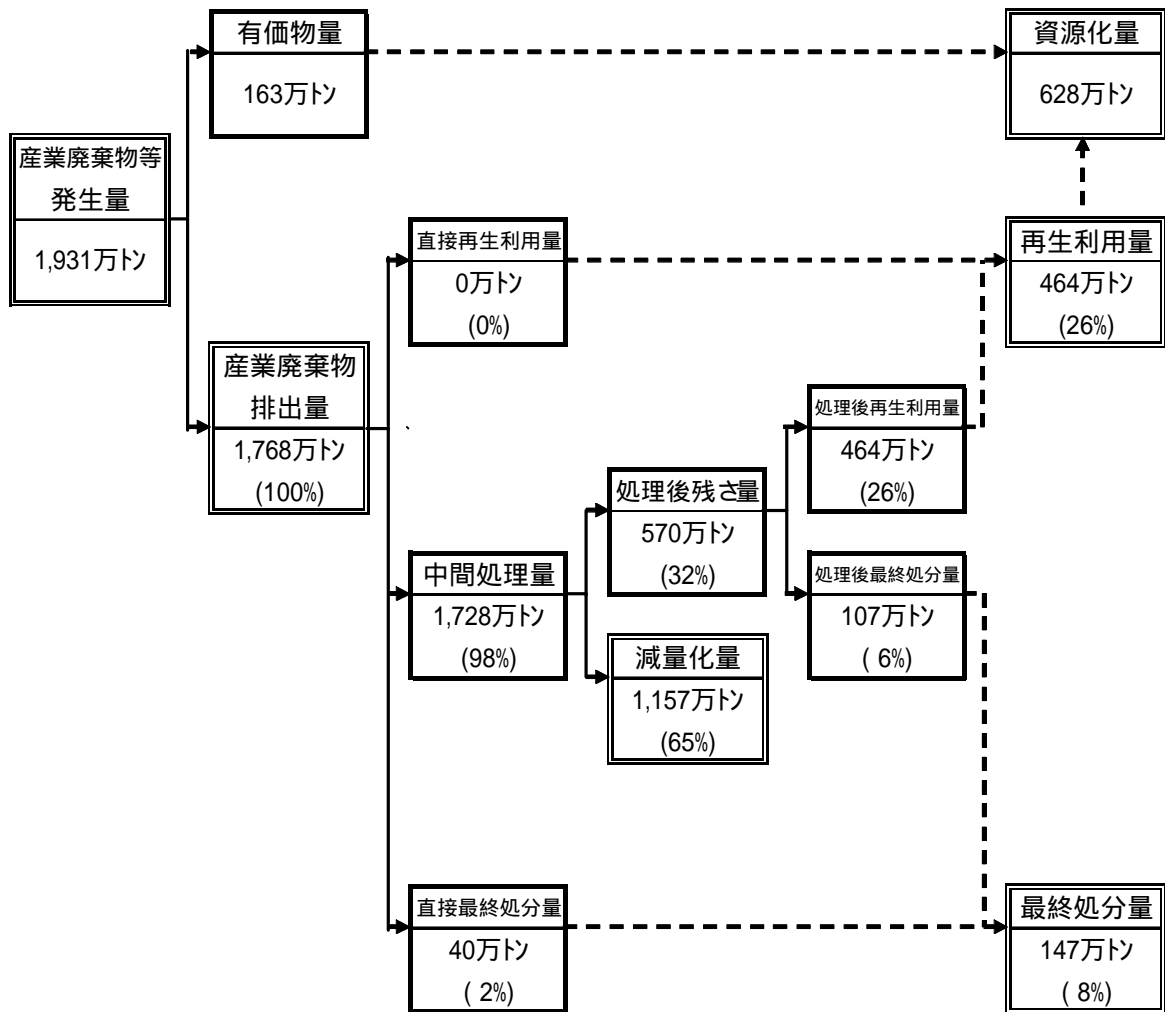 有価物量
163万トン
資源化量
628万トン
産業廃棄物等
発生量
1,931万トン
直接再生利用量
0万トン
(0%)
再生利用量
464万トン
(26%)
産業廃棄物
排出量
1,768万トン
(100%)
処理後再生利用量
464万トン
(26%)
処理後残さ量
570万トン
(32%)
中間処理量
1,728万トン
(98%)
処理後最終処分量
107万トン
( 6%)
減量化量
1,157万トン
(65%)
直接最終処分量
40万トン
( 2%)
最終処分量
147万トン
( 8%)